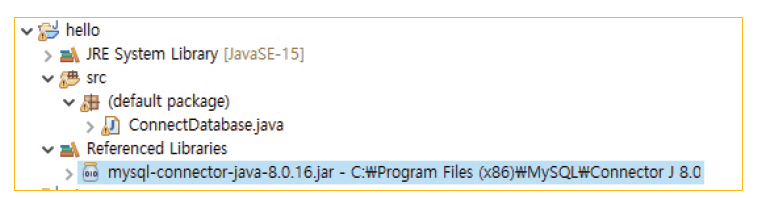 hello
JRE System Library [JavaSE-15]
src
(default package)
ConnectDatabase.java
Referenced Libraries
mysql-connector-java-8.0.16.jar - C:₩Program Files (x86)₩MySQL₩Connector J 8.0